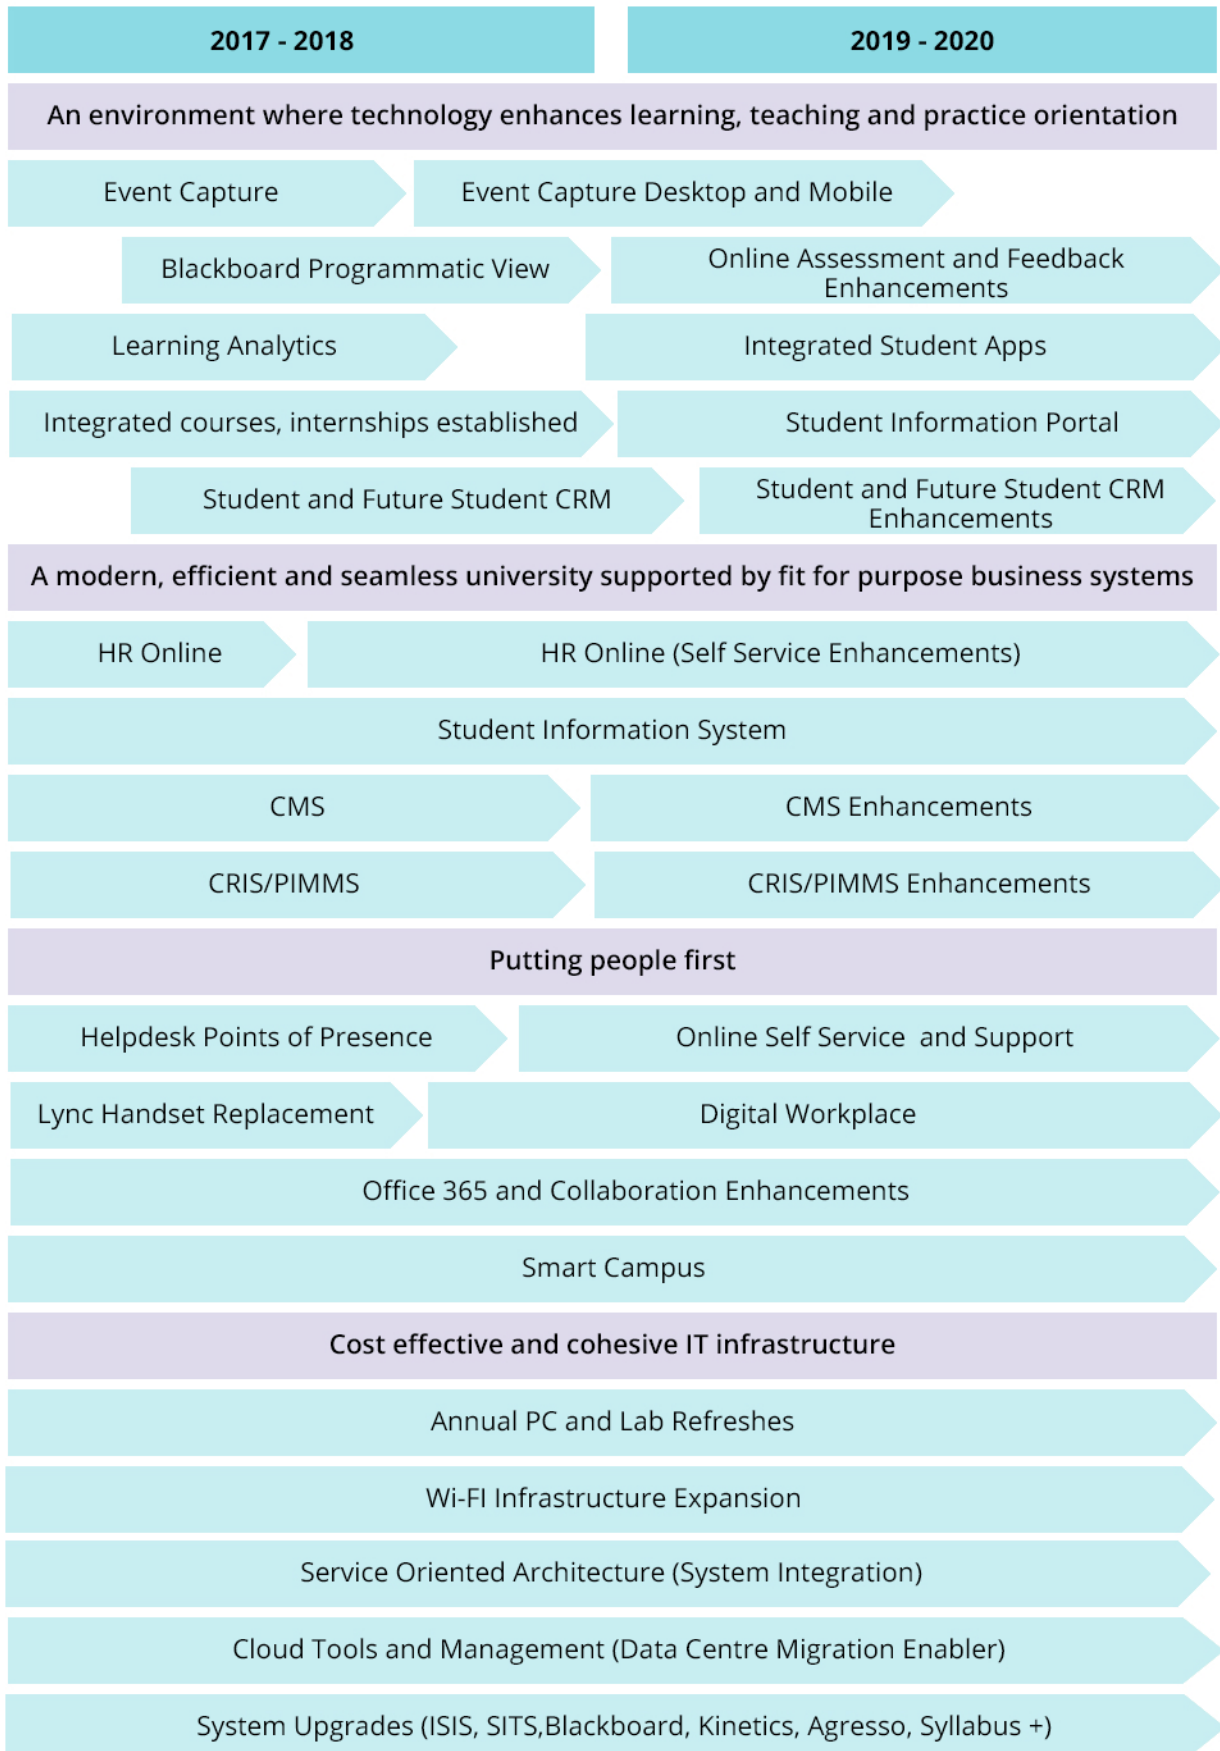 2017 - 2018
2019 - 2020
An environment where technology enhances learning, teaching and practice orientation
Event Capture
Event Capture Desktop and Mobile
Blackboard Programmatic View
Online Assessment and Feedback
Enhancements
Learning Analytics
Integrated Student Apps
Integrated courses, internships established
Student Information Portal
Student and Future Student CRM
Student and Future Student CRM
Enhancements
A modern, efficient and seamless university supported by fit for purpose business systems
HR Online
HR Online (Self Service Enhancements)
Student Information System
CMS
CMS Enhancements
CRIS/PIMMS
CRIS/PIMMS Enhancements
Putting people first
Helpdesk Points of Presence
Online Self Service  and Support
Lync Handset Replacement
Digital Workplace
Office 365 and Collaboration Enhancements
Smart Campus
Cost effective and cohesive IT infrastructure
Annual PC and Lab Refreshes
Wi-FI Infrastructure Expansion
Service Oriented Architecture (System Integration)
Cloud Tools and Management (Data Centre Migration Enabler)
System Upgrades (ISIS, SITS,Blackboard, Kinetics, Agresso, Syllabus +)